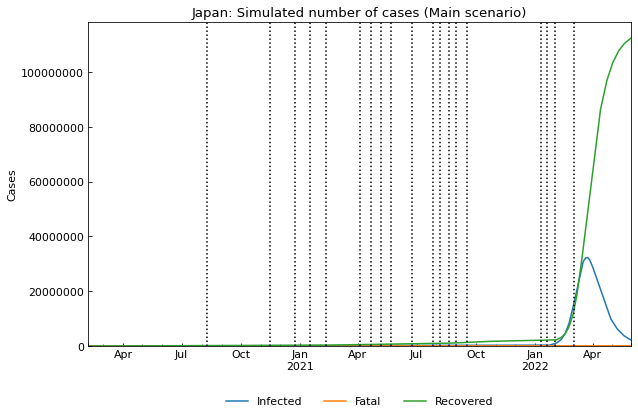 Japan: Simulated number of cases (Main scenario)
100000000
80000000
60000000
40000000
20000000
0
Cases
Apr Jul Oct Jan Apr Jul Oct Jan Apr
2021 2022
Infected Fatal Recovered